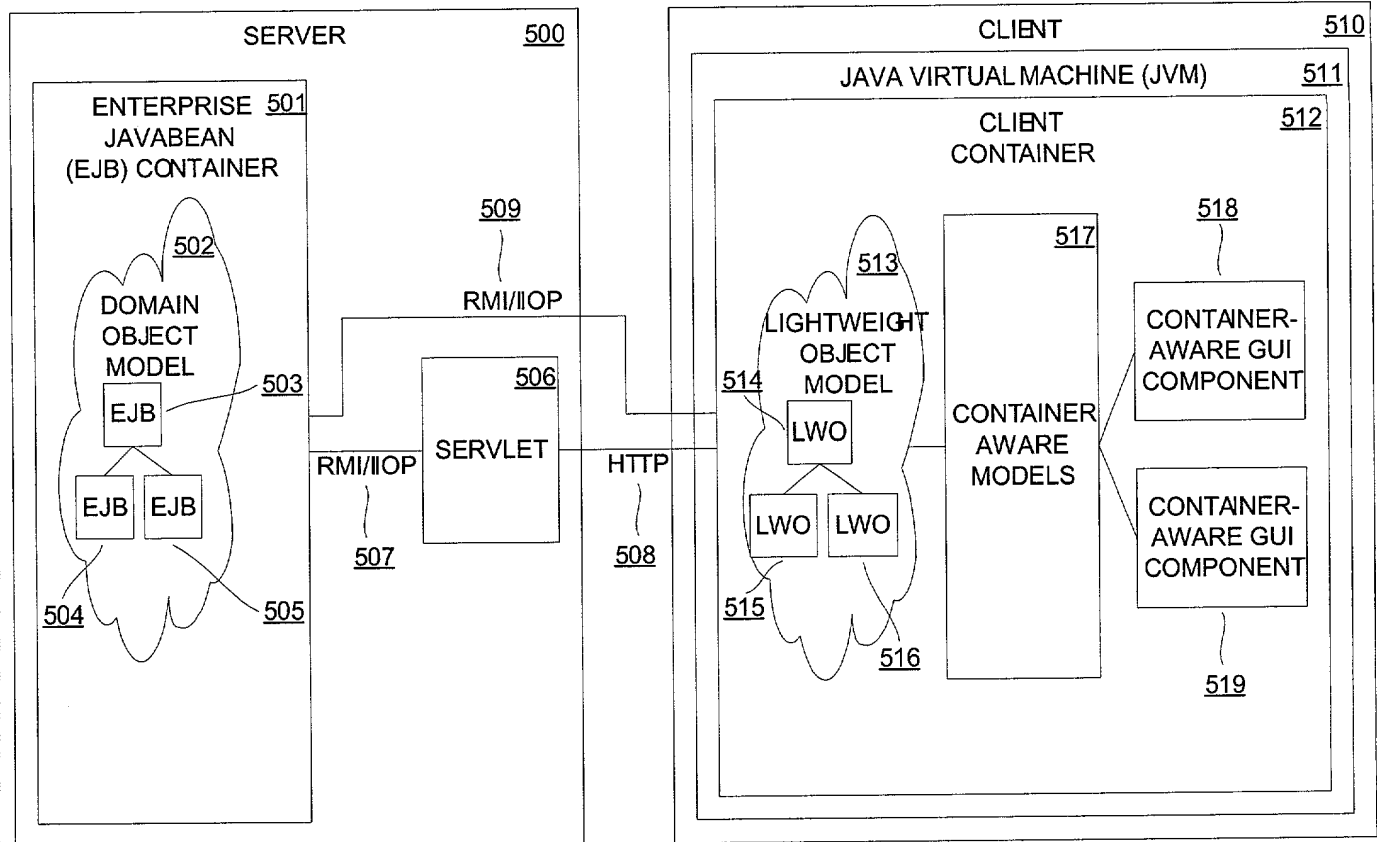 SERVER 500
501
ENTERPRISE
JAVABEAN
(EJB) CONTAINER
502
DOMAIN
OBJECT
MODEL
503
EJB
EJB EJB
504
505
509
RMI/IIOP
506
SERVLET
RMI/IIOP
507
HTTP
508
CLIENT 510
JAVA VIRTUAL MACHINE (JVM) 511
CLIENT
CONTAINER
512
513
LIGHTWEIGHT
OBJECT
MODEL
514
LWO
LWO LWO
515
516
517
CONTAINER
AWARE
MODELS
518
CONTAINER-
AWARE GUI
COMPONENT
CONTAINER-
AWARE GUI
COMPONENT
519